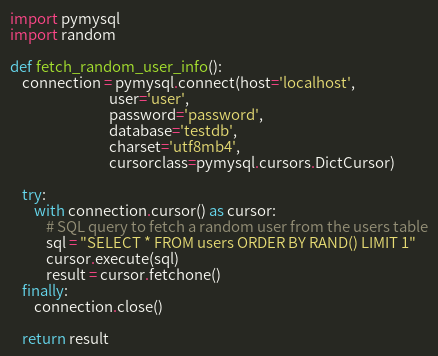 import pymysql
import random

def fetch_random_user_info():
    connection = pymysql.connect(host='localhost',
                                 user='user',
                                 password='password',
                                 database='testdb',
                                 charset='utf8mb4',
                                 cursorclass=pymysql.cursors.DictCursor)

    try:
        with connection.cursor() as cursor:
            # SQL query to fetch a random user from the users table
            sql = "SELECT * FROM users ORDER BY RAND() LIMIT 1"
            cursor.execute(sql)
            result = cursor.fetchone()
    finally:
        connection.close()

    return result